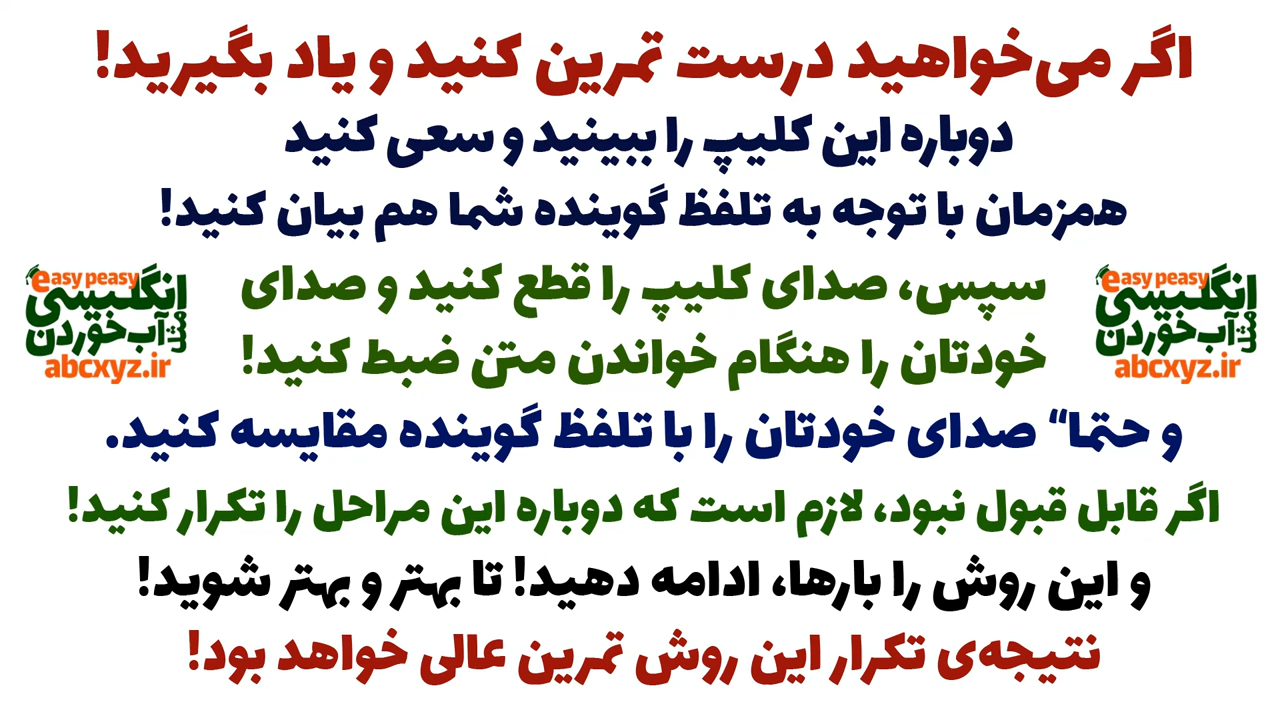 اگر می‌خواهید درست تمرین کنید و یاد بگیرید!
دوباره این کلیپ را ببینید و سعی کنید
همزمان با توجه به تلفظ گوینده شما هم بیان کنید!
سپس، صدای کلیپ را قطع کنید و صدای
خودتان را هنگام خواندن متن ضبط کنید!
easy peasy
انگلیسی
مثل آب خوردن
abcxyz.ir
easy peasy
انگلیسی
مثل آب خوردن
abcxyz.ir
و حتما“ صدای خودتان را با تلفظ گوینده مقایسه کنید.
اگر قابل قبول نبود، لازم است که دوباره این مراحل را تکرار کنید!
و این روش را بارها، ادامه دهید! تا بهتر و بهتر شوید!
نتیجه‌ی تکرار این روش تمرین عالی خواهد بود!